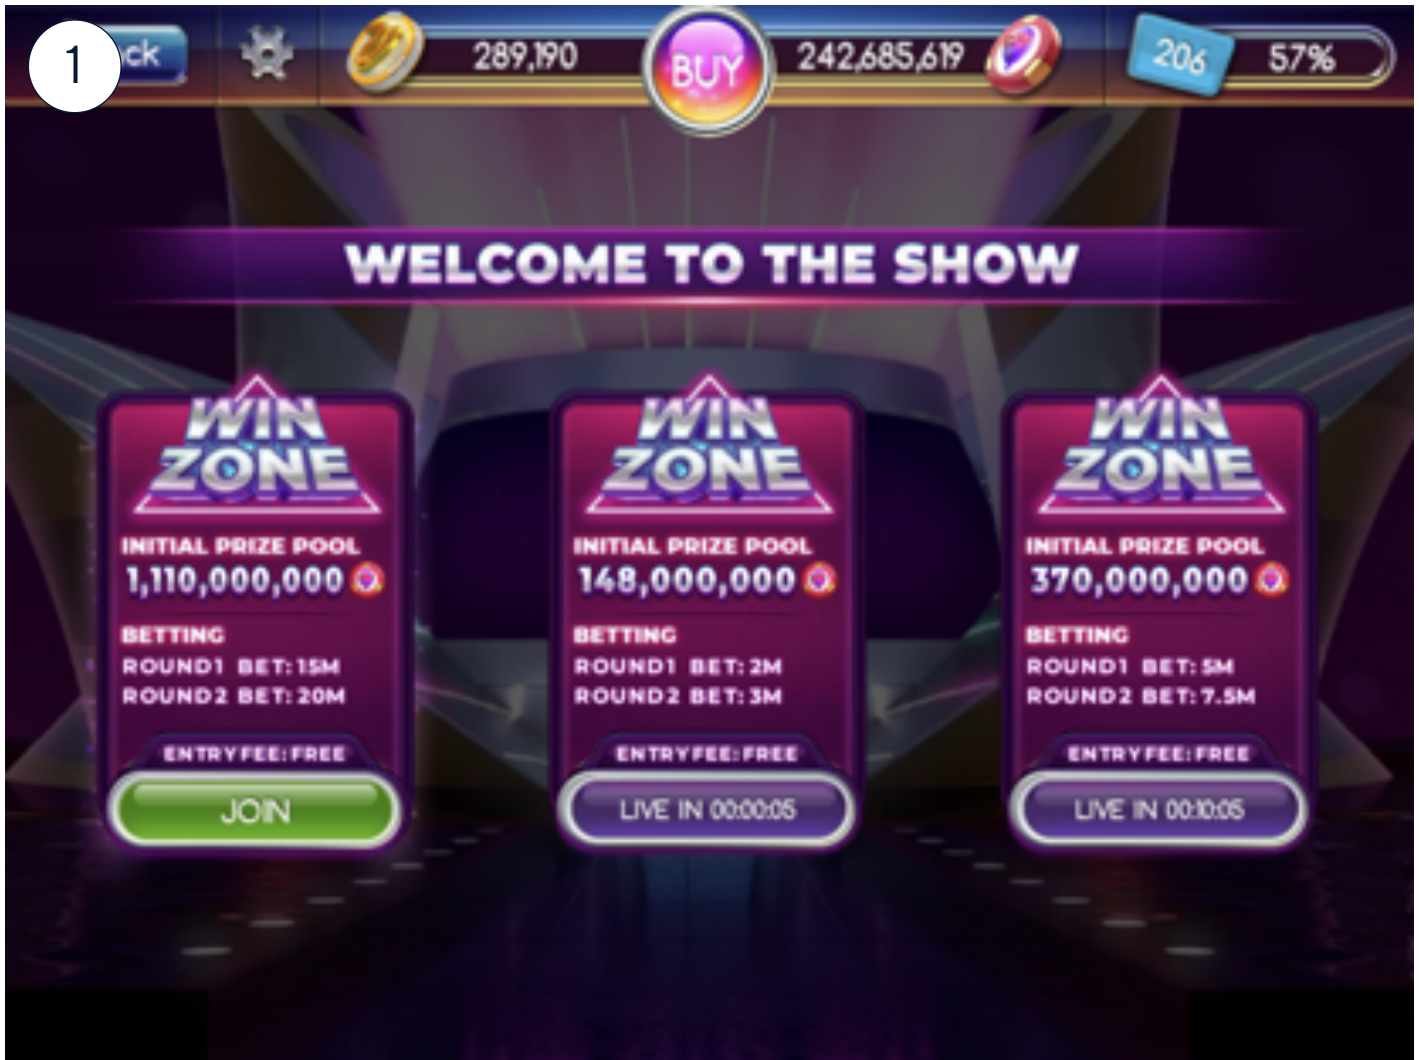 1
ck
289,190
BUY
242,685,619
206
57%
WELCOME TO THE SHOW
WIN
ZONE
INITIAL PRIZE POOL
1,110,000,000
BETTING
ROUND1 BET: 15M
ROUND2 BET: 20M
ENTRY FEE: FREE
JOIN
WIN
ZONE
INITIAL PRIZE POOL
148,000,000
BETTING
ROUND1 BET: 2M
ROUND2 BET: 3M
ENTRY FEE: FREE
LIVE IN 00:00:05
WIN
ZONE
INITIAL PRIZE POOL
370,000,000
BETTING
ROUND1 BET: 5M
ROUND2 BET: 7.5M
ENTRY FEE: FREE
LIVE IN 00:10:05